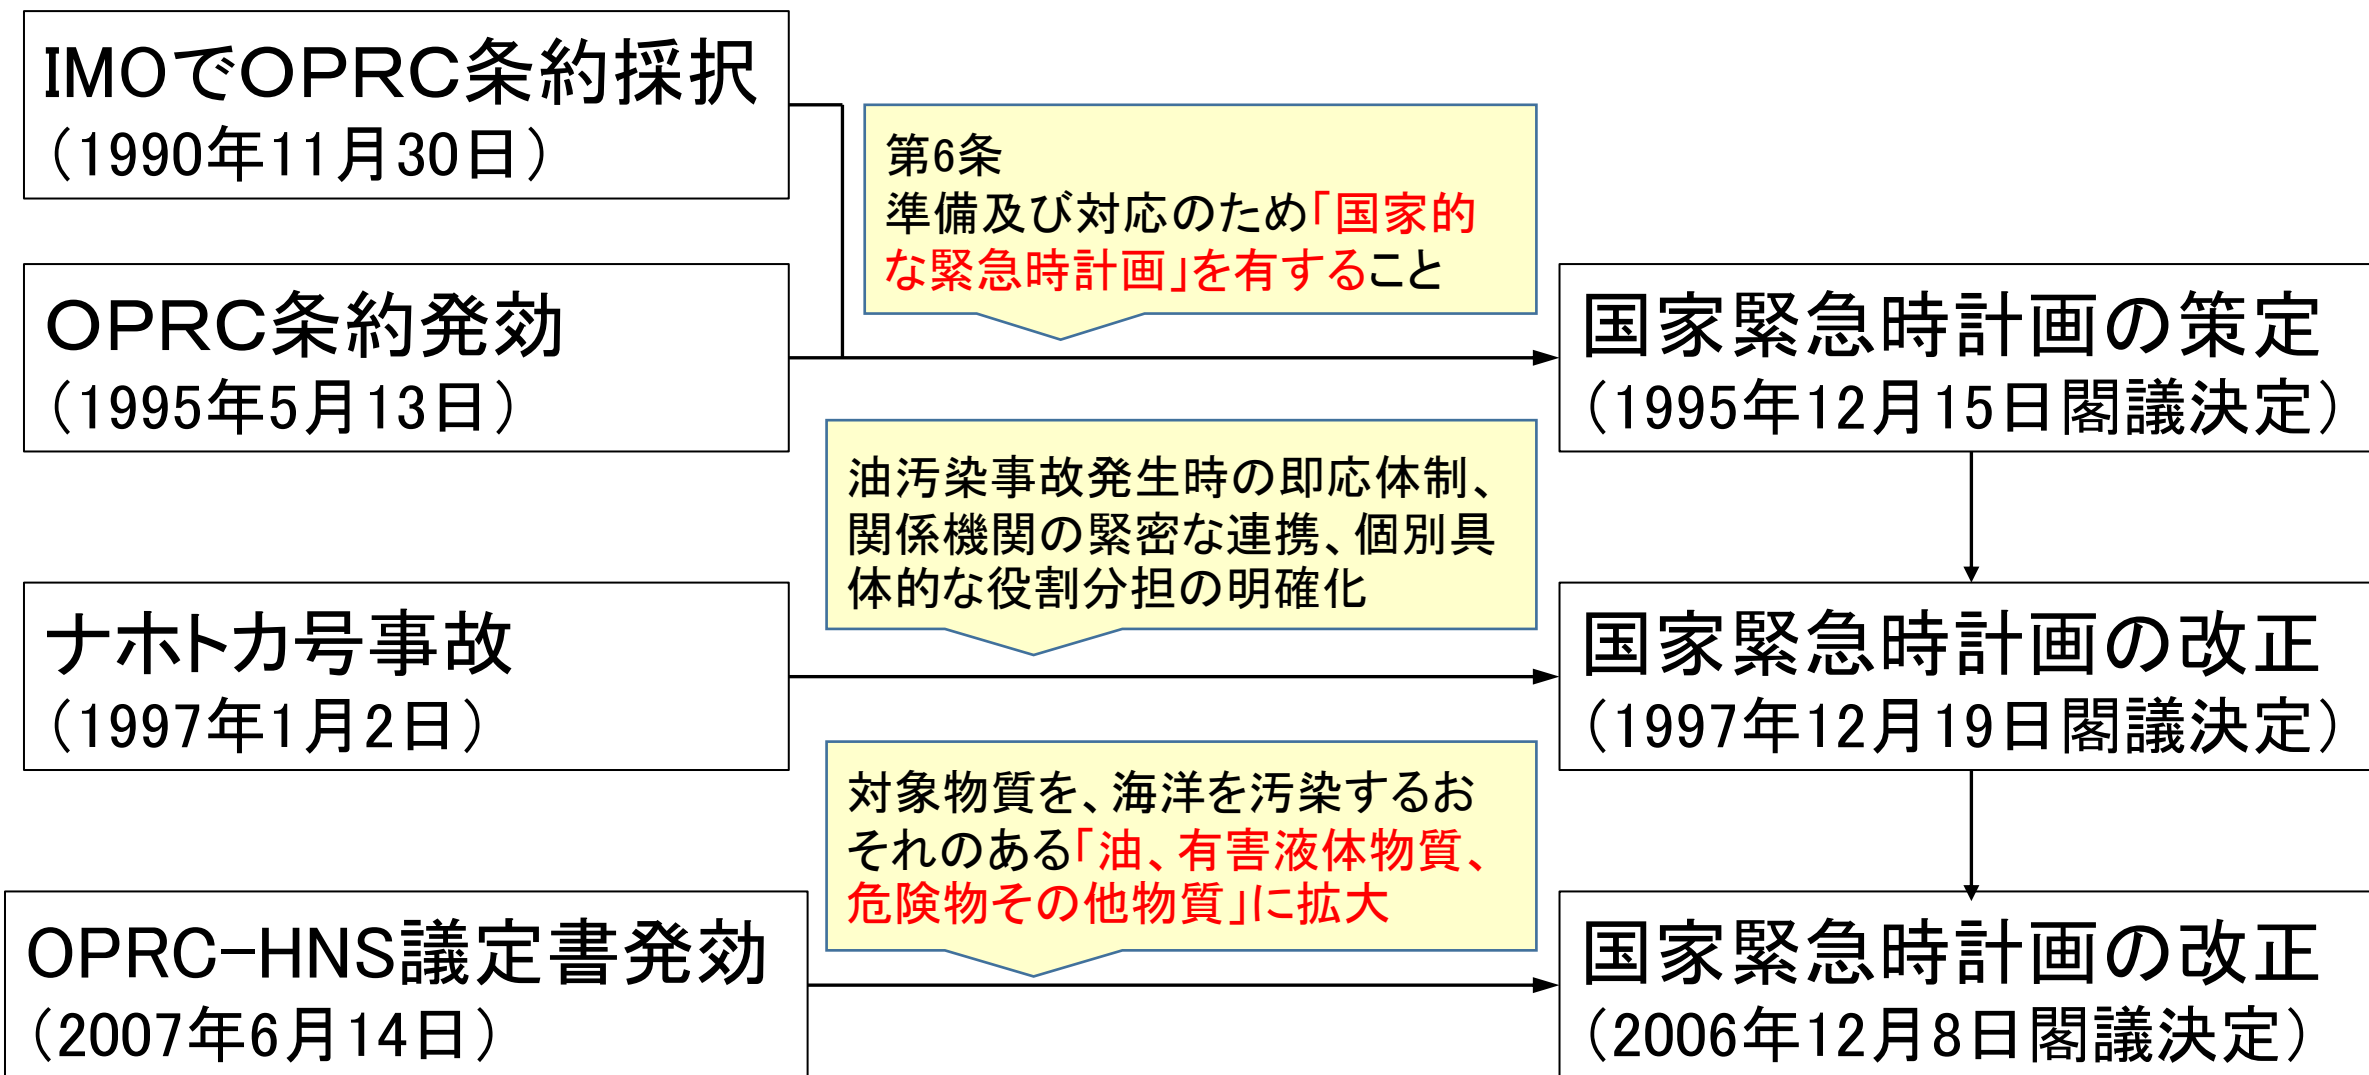 IMOでＯＰＲＣ条約採択
（1990年11月30日）
第6条
準備及び対応のため「国家的
な緊急時計画」を有すること
ＯＰＲＣ条約発効
（1995年5月13日）
国家緊急時計画の策定
（1995年12月15日閣議決定）
油汚染事故発生時の即応体制、
関係機関の緊密な連携、個別具
体的な役割分担の明確化
ナホトカ号事故
（1997年1月2日）
国家緊急時計画の改正
（1997年12月19日閣議決定）
対象物質を、海洋を汚染するお
それのある「油、有害液体物質、
危険物その他物質」に拡大
OPRC-HNS議定書発効
（2007年6月14日）
国家緊急時計画の改正
（2006年12月8日閣議決定）